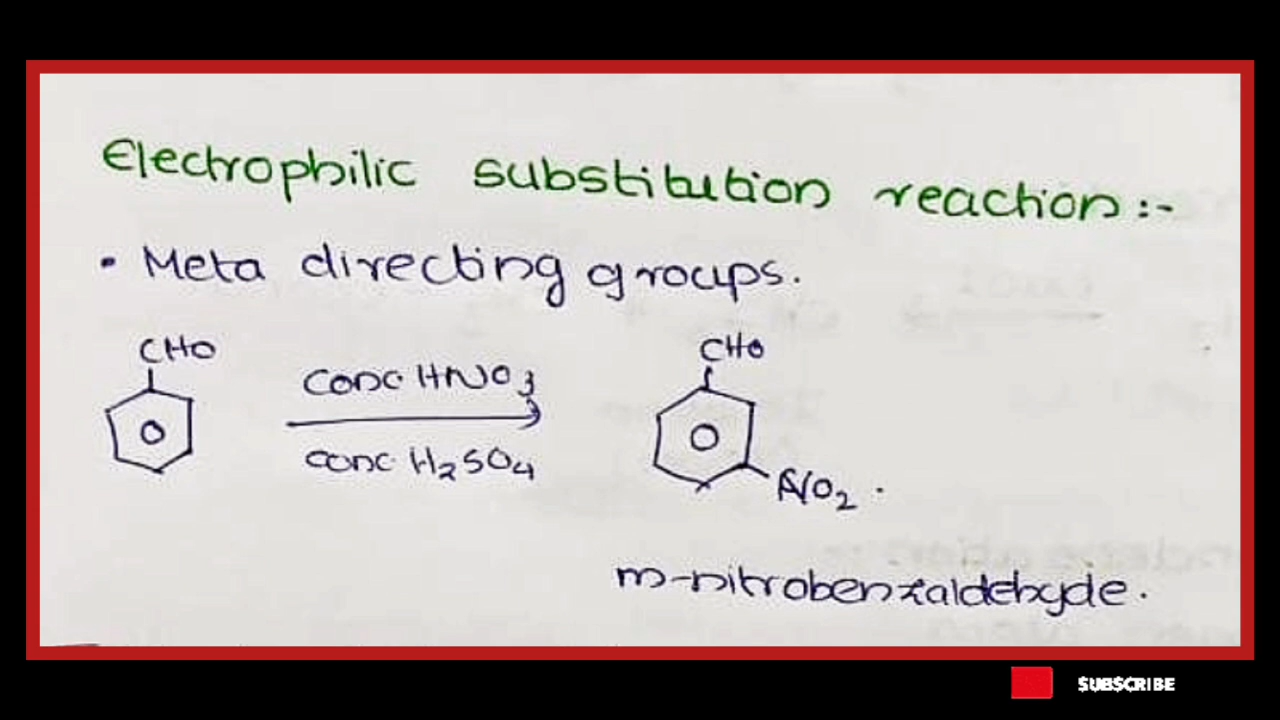 Electrophilic substitution reaction :-
• Meta directing groups.
CHO
conc. HNO3
conc. H2SO4
CHO
NO2.
m-nitrobenzaldehyde.
SUBSCRIBE